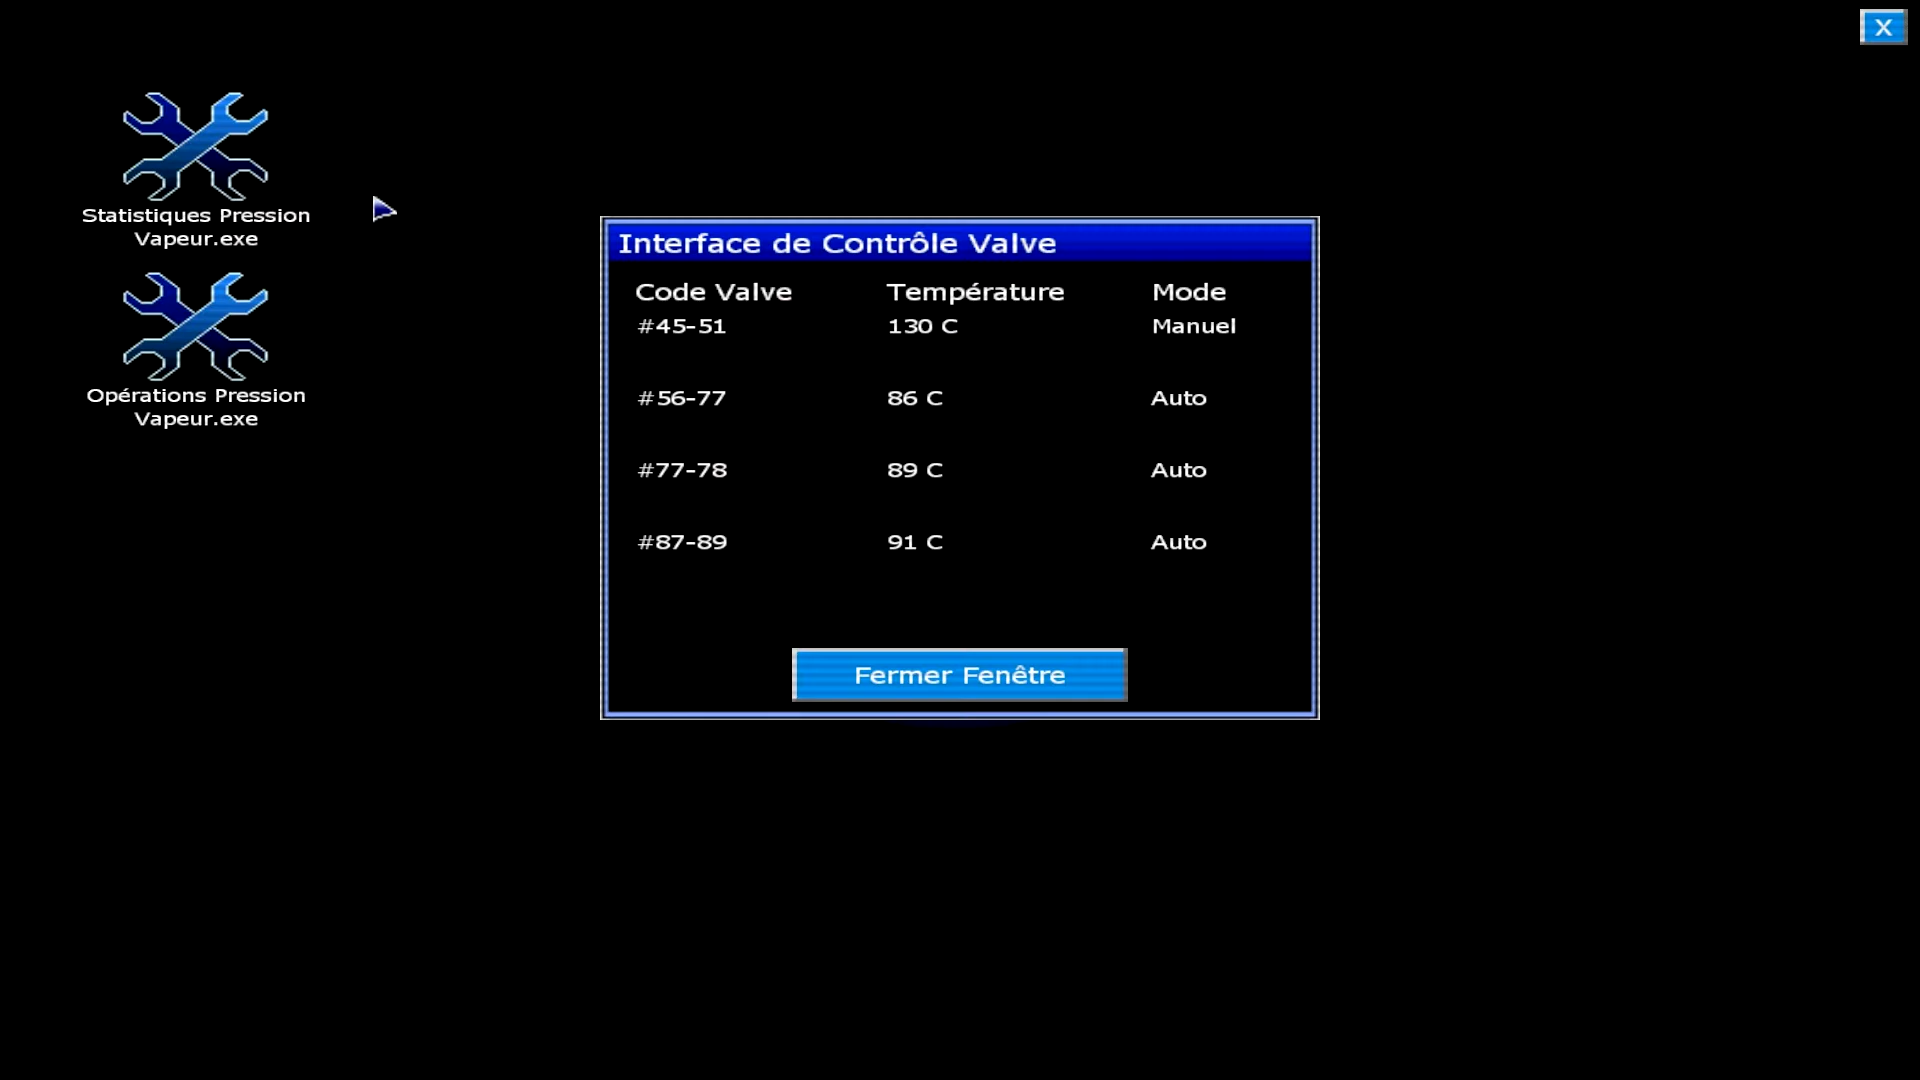 X
Statistiques Pression
Vapeur.exe
Opérations Pression
Vapeur.exe
Interface de Contrôle Valve
Code Valve Température Mode
#45-51 130 C Manuel
#56-77 86 C Auto
#77-78 89 C Auto
#87-89 91 C Auto
Fermer Fenêtre